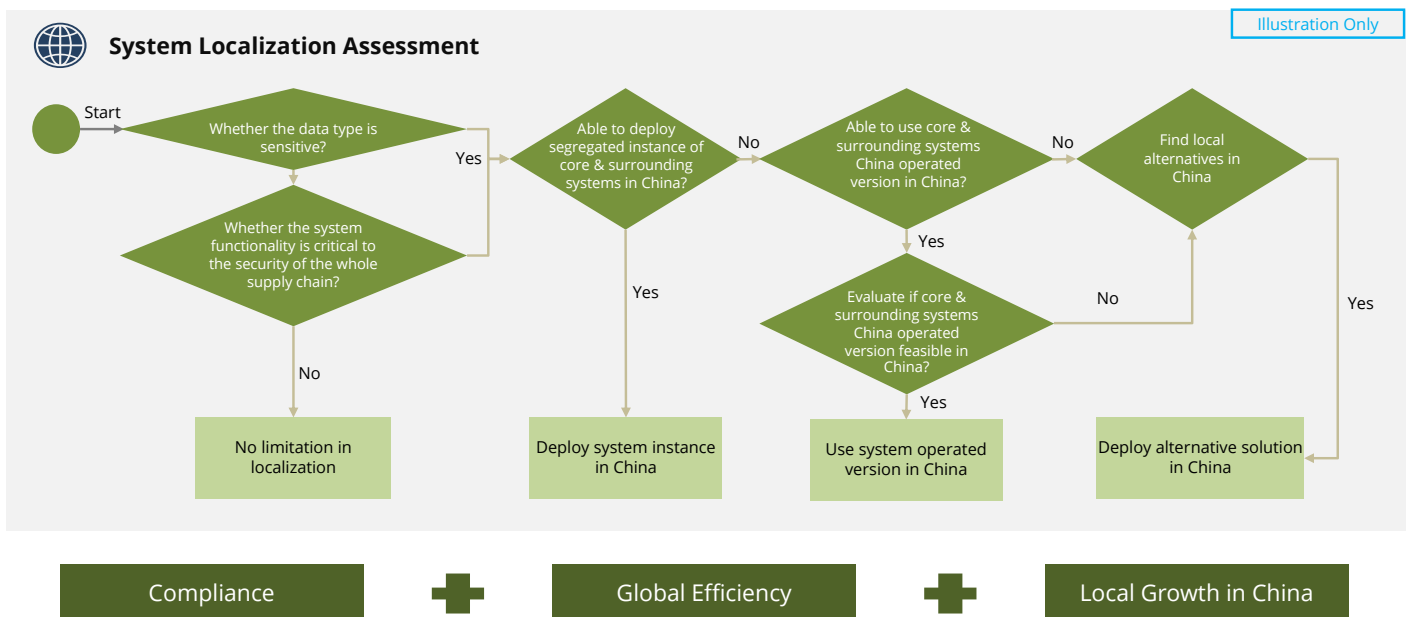 Illustration Only
System Localization Assessment
Start
Whether the data type is
sensitive?
Yes
Able to deploy
segregated instance of
core & surrounding
systems in China?
No
Able to use core &
surrounding systems
China operated
version in China?
No
Find local
alternatives in
China
Whether the system
functionality is critical to
the security of the whole
supply chain?
Yes
Yes
Evaluate if core &
surrounding systems
China operated
version feasible in
China?
No
Yes
No
Yes
No limitation in
localization
Deploy system instance
in China
Use system operated
version in China
Deploy alternative solution
in China
Compliance
Global Efficiency
Local Growth in China